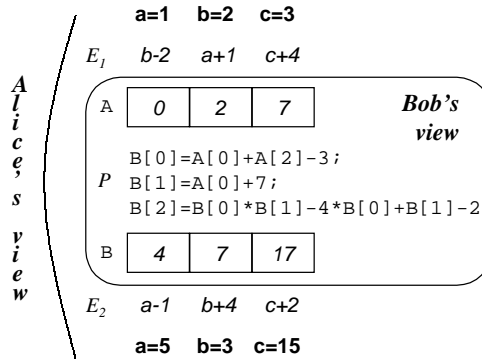 a=1 b=2 c=3
E1 b-2 a+1 c+4
Alice's view
A 0 2 7
Bob's
view
B[0]=A[0]+A[2]-3;
P B[1]=A[0]+7;
B[2]=B[0]*B[1]-4*B[0]+B[1]-2
B 4 7 17
E2 a-1 b+4 c+2
a=5 b=3 c=15